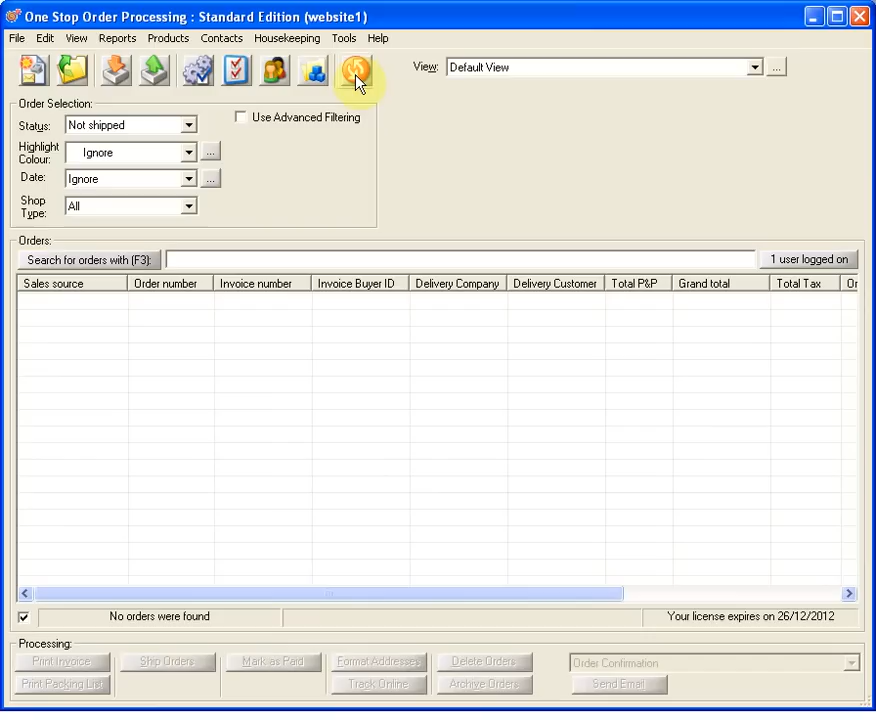 One Stop Order Processing : Standard Edition (website1)
File Edit View Reports Products Contacts Housekeeping Tools Help
View: Default View ...
Order Selection:
Status: Not shipped
Use Advanced Filtering
Highlight Colour: Ignore ...
Date: Ignore ...
Shop Type: All
Orders:
Search for orders with (F3): 1 user logged on
Sales source Order number Invoice number Invoice Buyer ID Delivery Company Delivery Customer Total P&P Grand total Total Tax Or
No orders were found Your license expires on 26/12/2012
Processing:
Print Invoice Ship Orders Mark as Paid Format Addresses Delete Orders Order Confirmation
Print Packing List Track Online Archive Orders Send Email